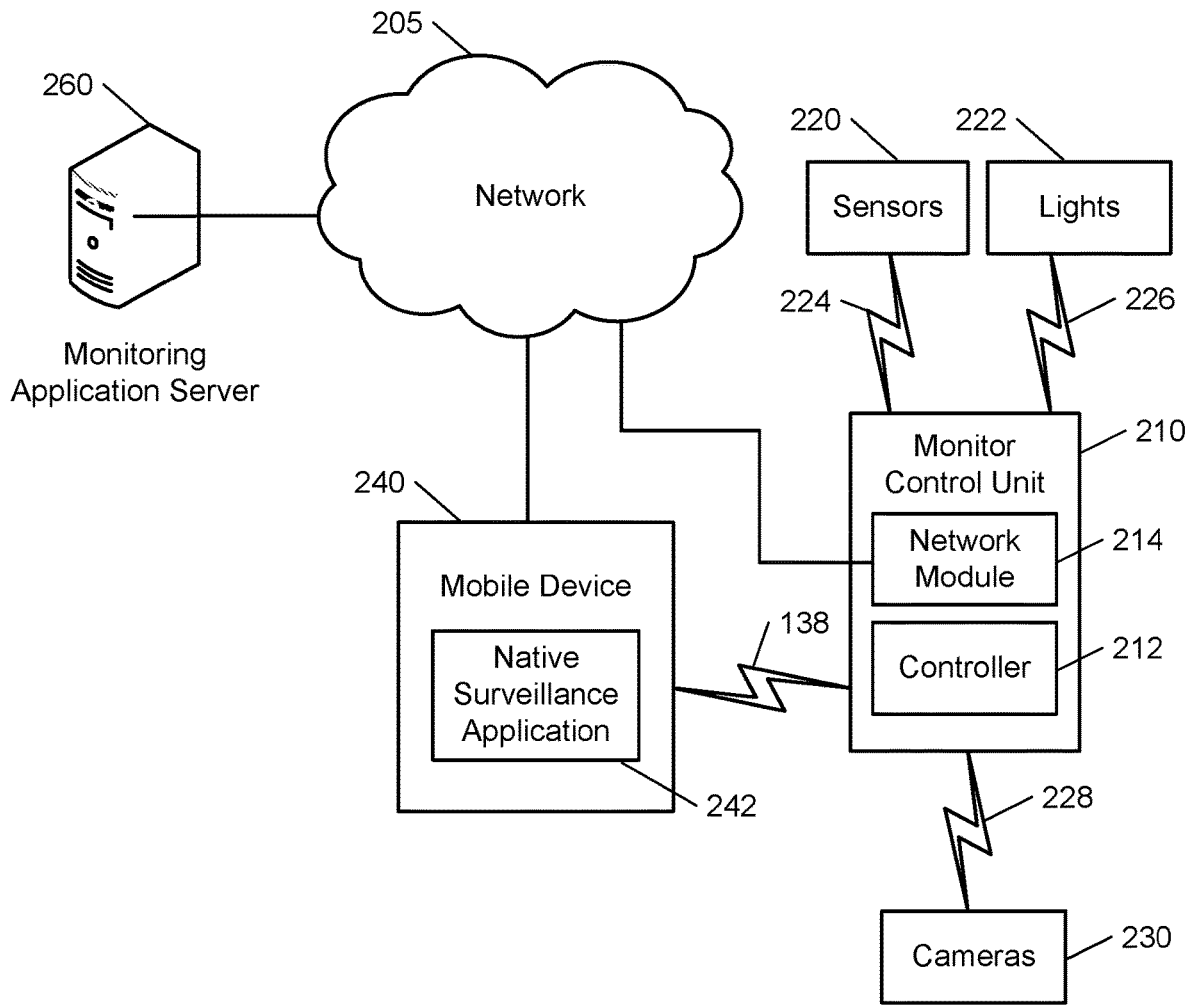 205
260
220
222
Network
Sensors
Lights
224
226
Monitoring
Application Server
210
Monitor
Control Unit
240
Network
Module
214
Mobile Device
138
Native
Surveillance
Application
Controller
212
242
228
Cameras
230